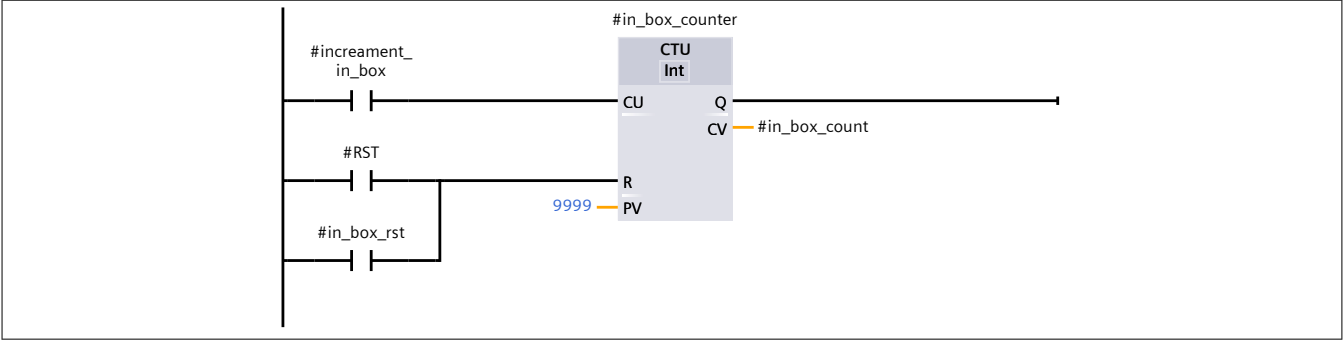 #in_box_counter
#increament_
in_box
CTU
Int
CU
Q
CV
#in_box_count
#RST
R
9999
PV
#in_box_rst